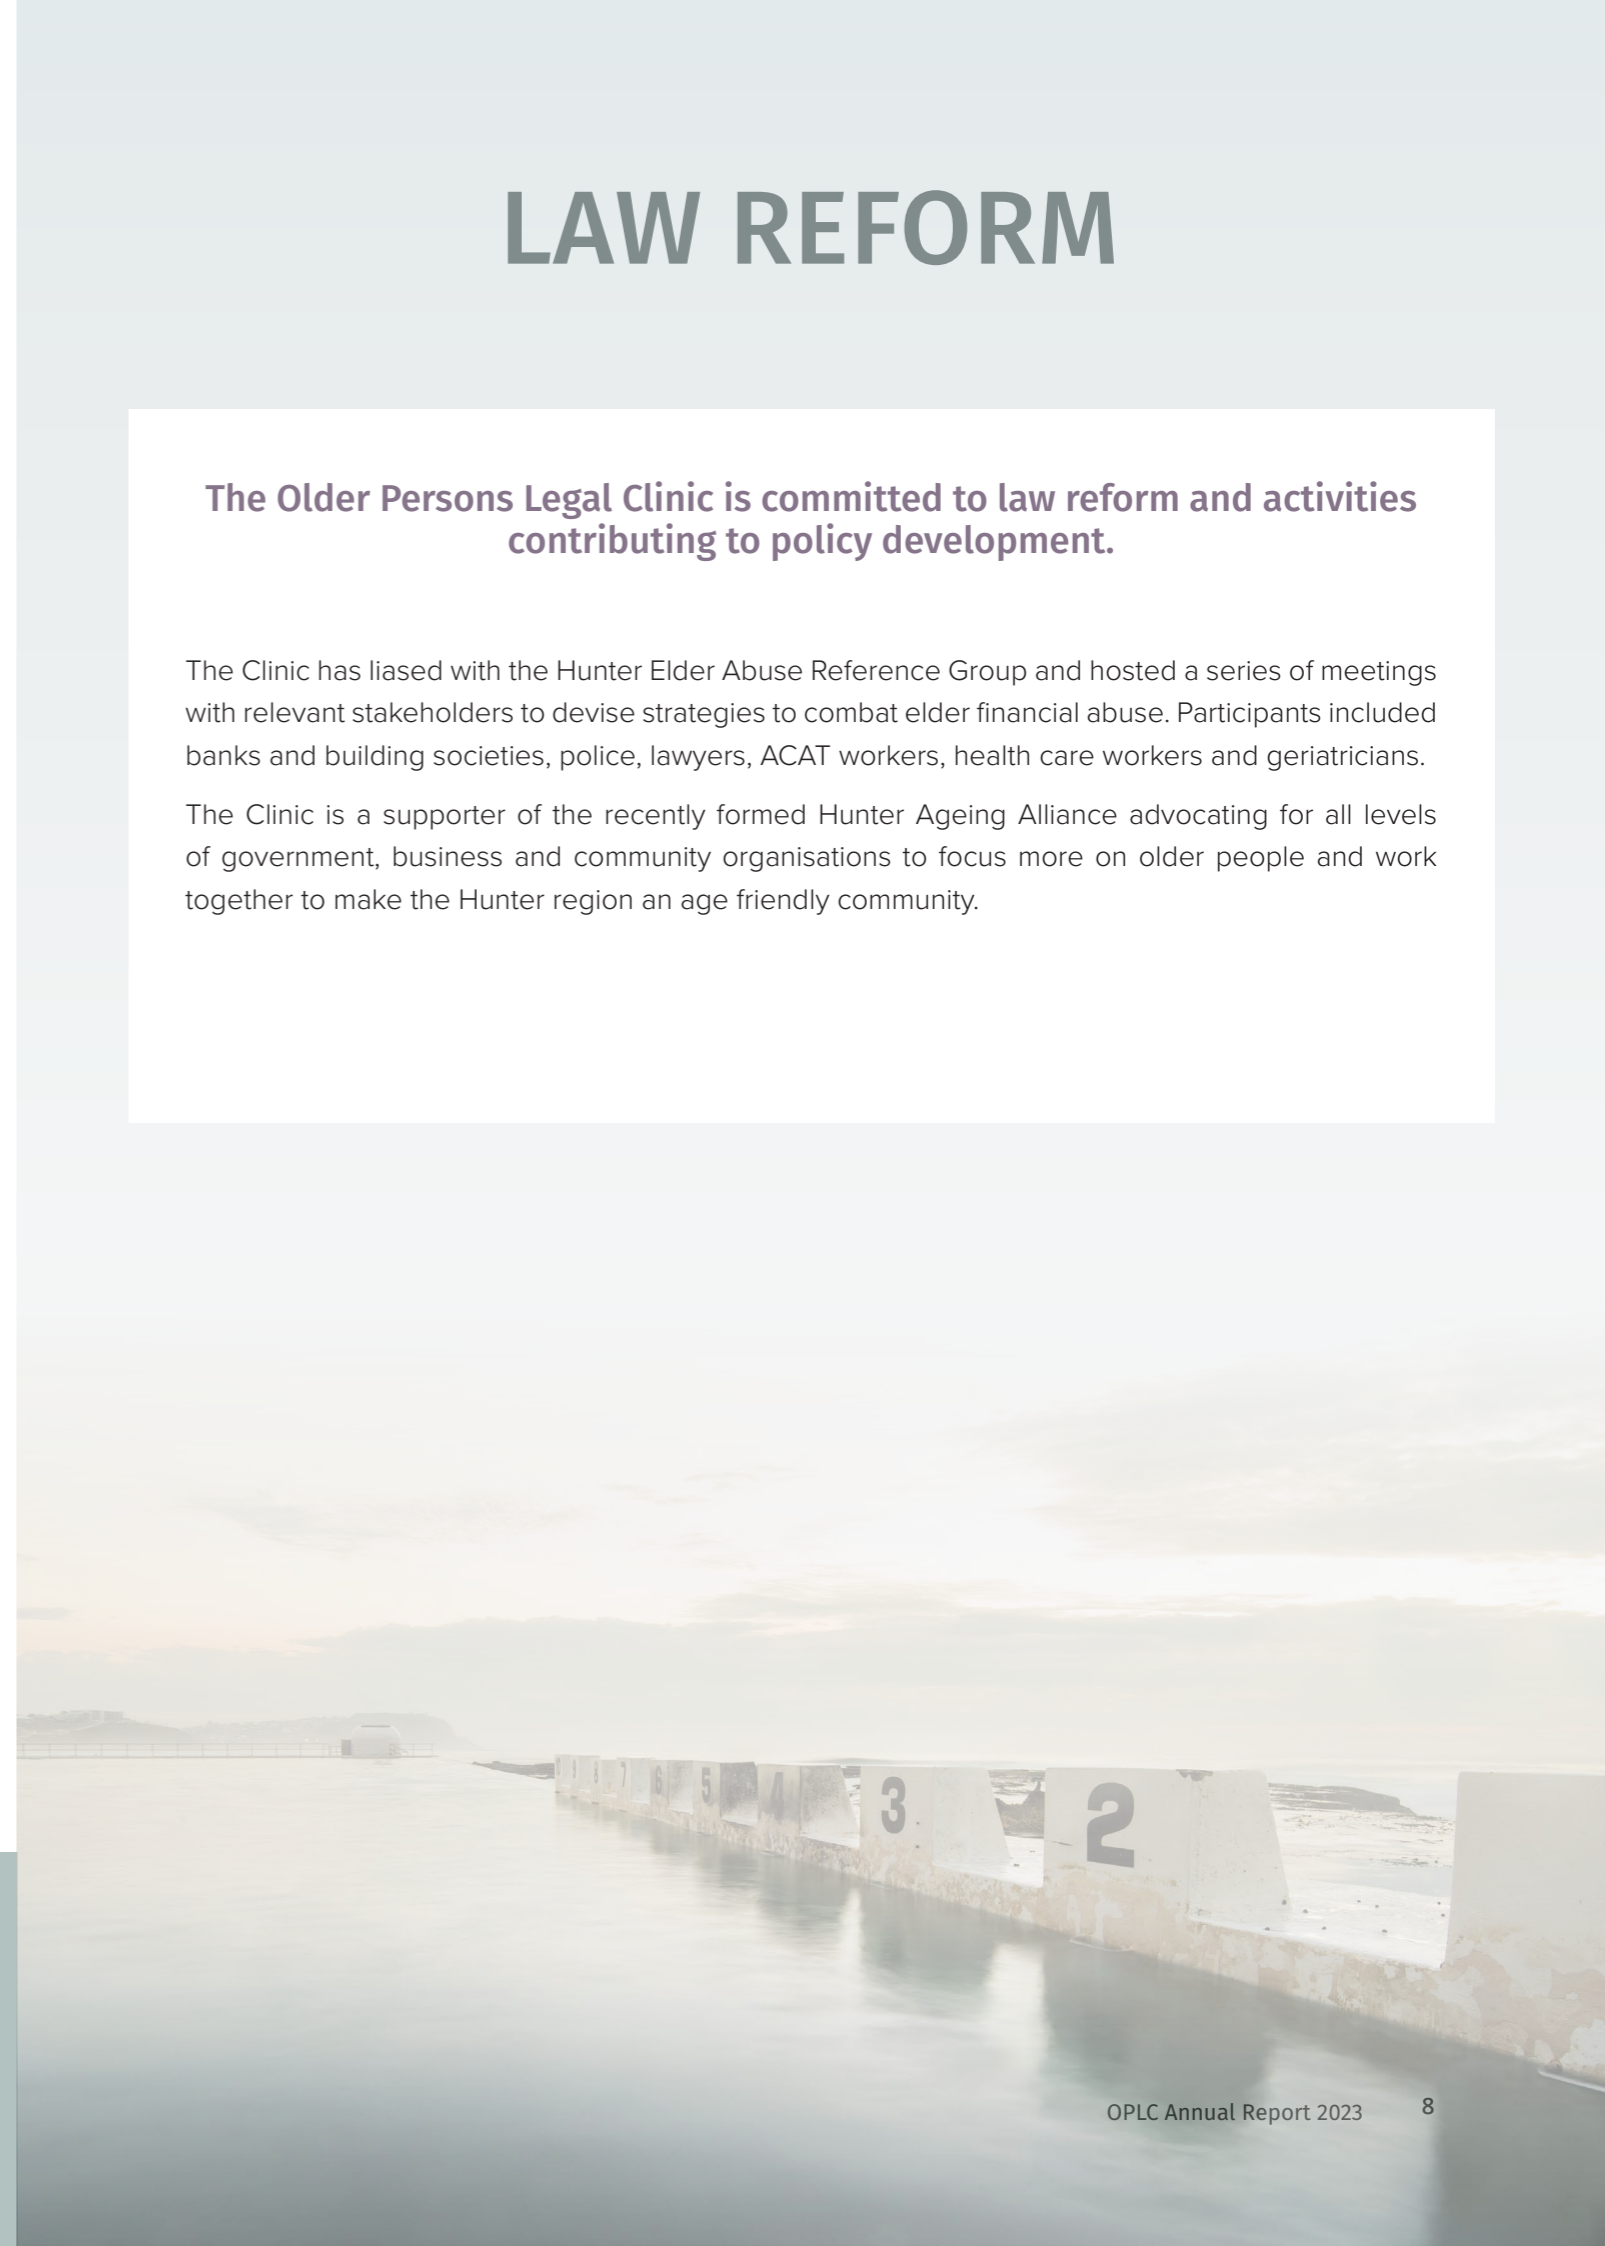 LAW REFORM
The Older Persons Legal Clinic is committed to law reform and activities
contributing to policy development.
The Clinic has liased with the Hunter Elder Abuse Reference Group and hosted a series of meetings
with relevant stakeholders to devise strategies to combat elder financial abuse. Participants included
banks and building societies, police, lawyers, ACAT workers, health care workers and geriatricians.
The Clinic is a supporter of the recently formed Hunter Ageing Alliance advocating for all levels
of government, business and community organisations to focus more on older people and work
together to make the Hunter region an age friendly community.
8 7 6 5 4 3 2
OPLC Annual Report 2023 8